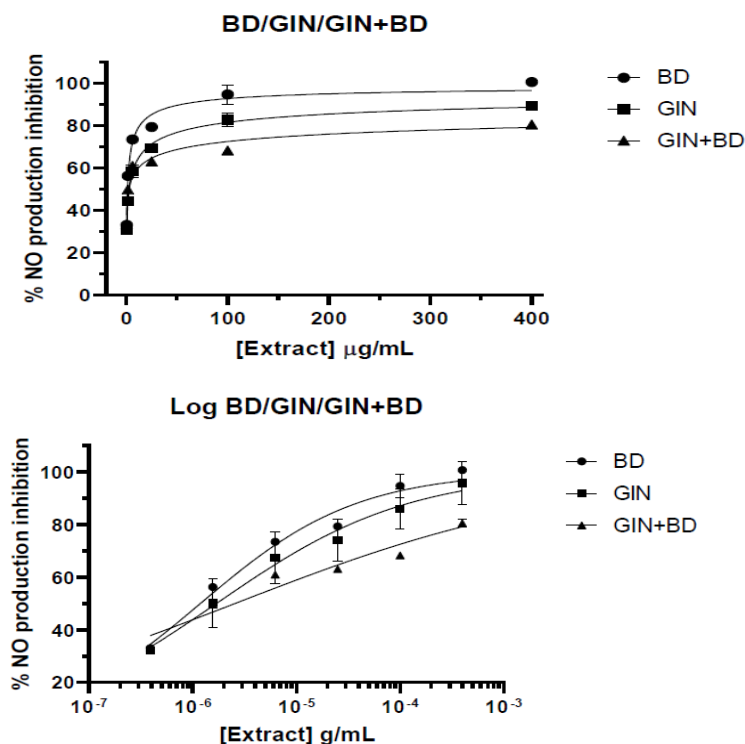 BD/GIN/GIN+BD
% NO production inhibition
100
80
60
40
20
0
0 100 200 300 400
[Extract] μg/mL
BD
GIN
GIN+BD
Log BD/GIN/GIN+BD
% NO production inhibition
100
80
60
40
20
10⁻⁷ 10⁻⁶ 10⁻⁵ 10⁻⁴ 10⁻³
[Extract] g/mL
BD
GIN
GIN+BD